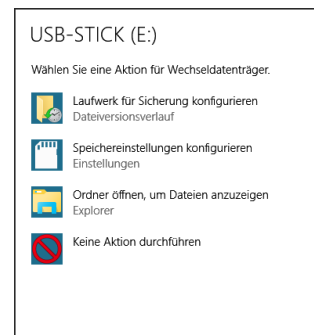 USB-STICK (E:)
Wählen Sie eine Aktion für Wechseldatenträger.
Laufwerk für Sicherung konfigurieren
Dateiversionsverlauf
Speichereinstellungen konfigurieren
Einstellungen
Ordner öffnen, um Dateien anzuzeigen
Explorer
Keine Aktion durchführen